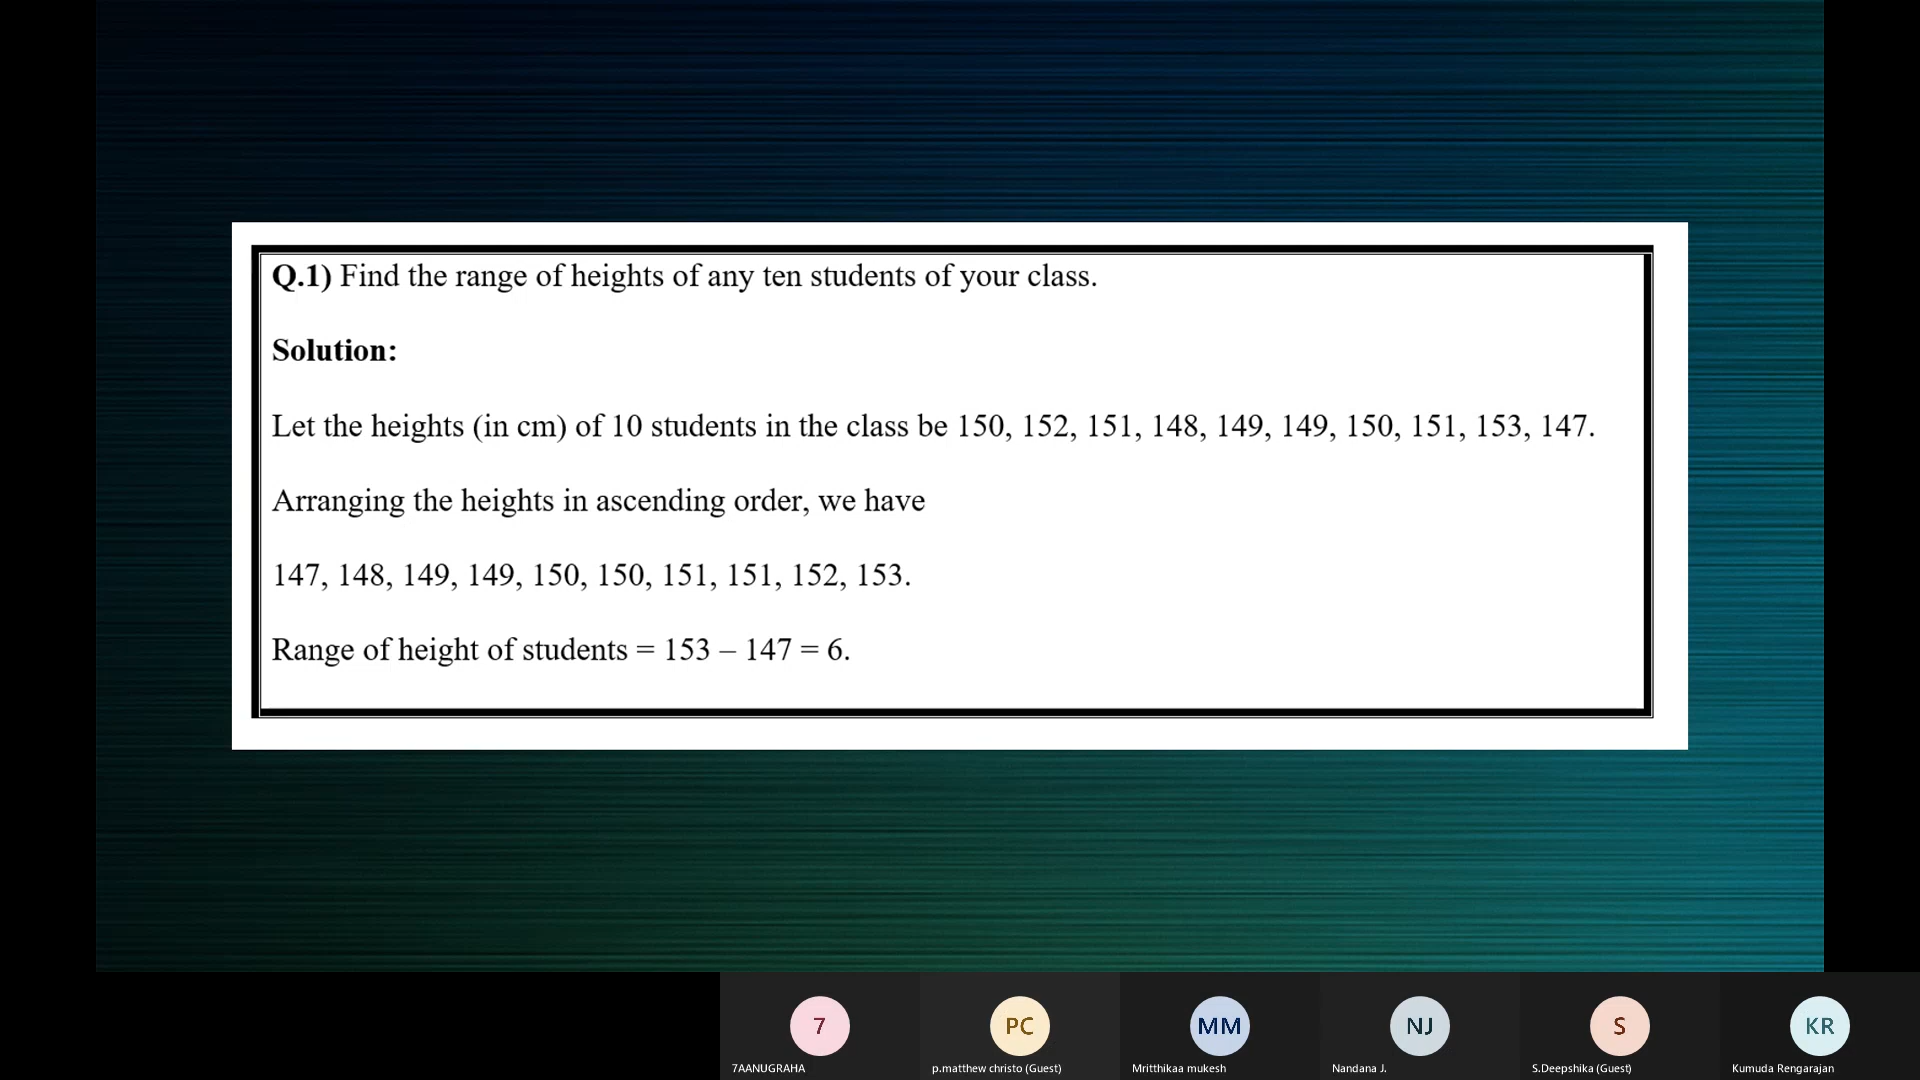 Q.1) Find the range of heights of any ten students of your class.
Solution:
Let the heights (in cm) of 10 students in the class be 150, 152, 151, 148, 149, 149, 150, 151, 153, 147.
Arranging the heights in ascending order, we have
147, 148, 149, 149, 150, 150, 151, 151, 152, 153.
Range of height of students = 153 – 147 = 6.
7 PC MM NJ S KR
7AANUGRAHA p.matthew christo (Guest) Mritthikaa mukesh Nandana J. S.Deepshika (Guest) Kumuda Rengarajan